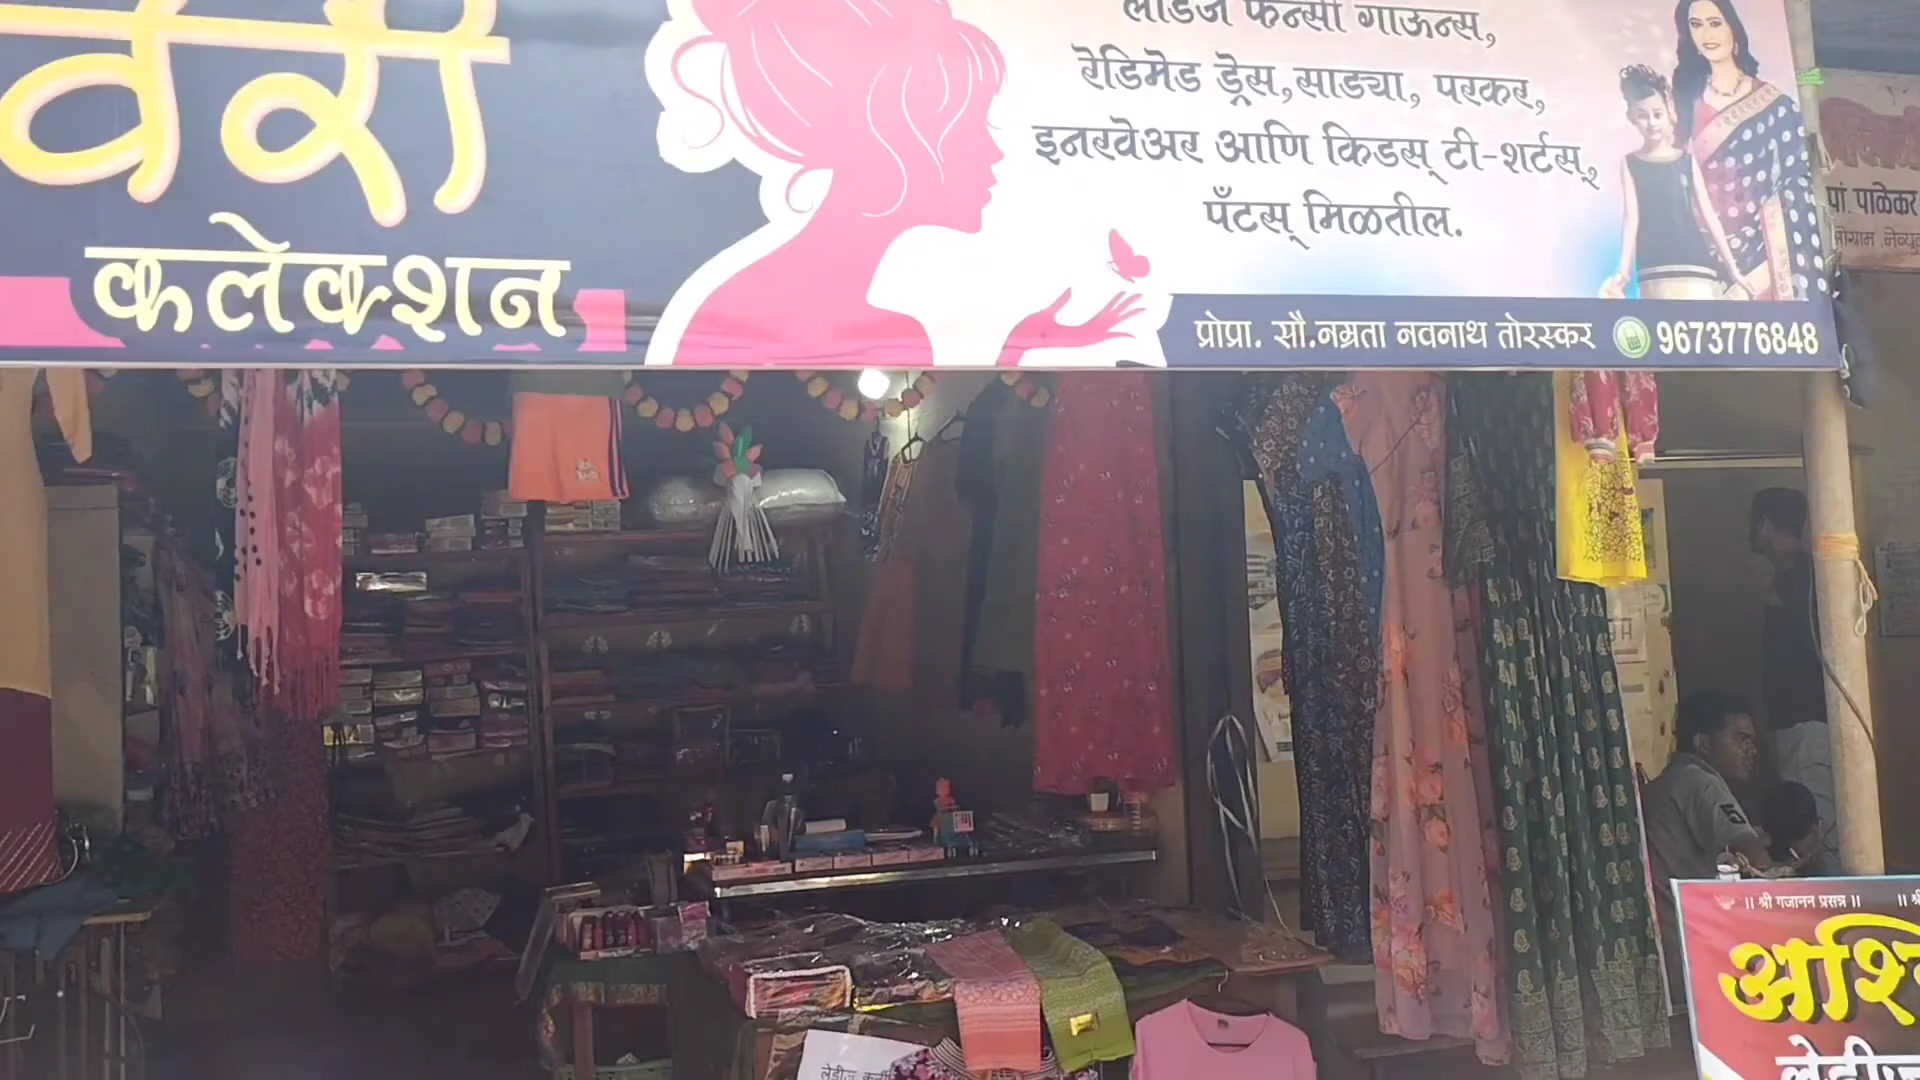 वरी
कलेक्शन
लेडिज फॅन्सी गाऊन्स,
रेडिमेड ड्रेस,साड्या, परकर,
इनरवेअर आणि किडस् टी-शर्टस्,
पँटस् मिळतील.
प्रोप्रा. सौ.नम्रता नवनाथ तोरस्कर 9673776848
पां. पाळेकर
॥ श्री गजानन प्रसन्न ॥ ॥ श्री
लेडीज
5